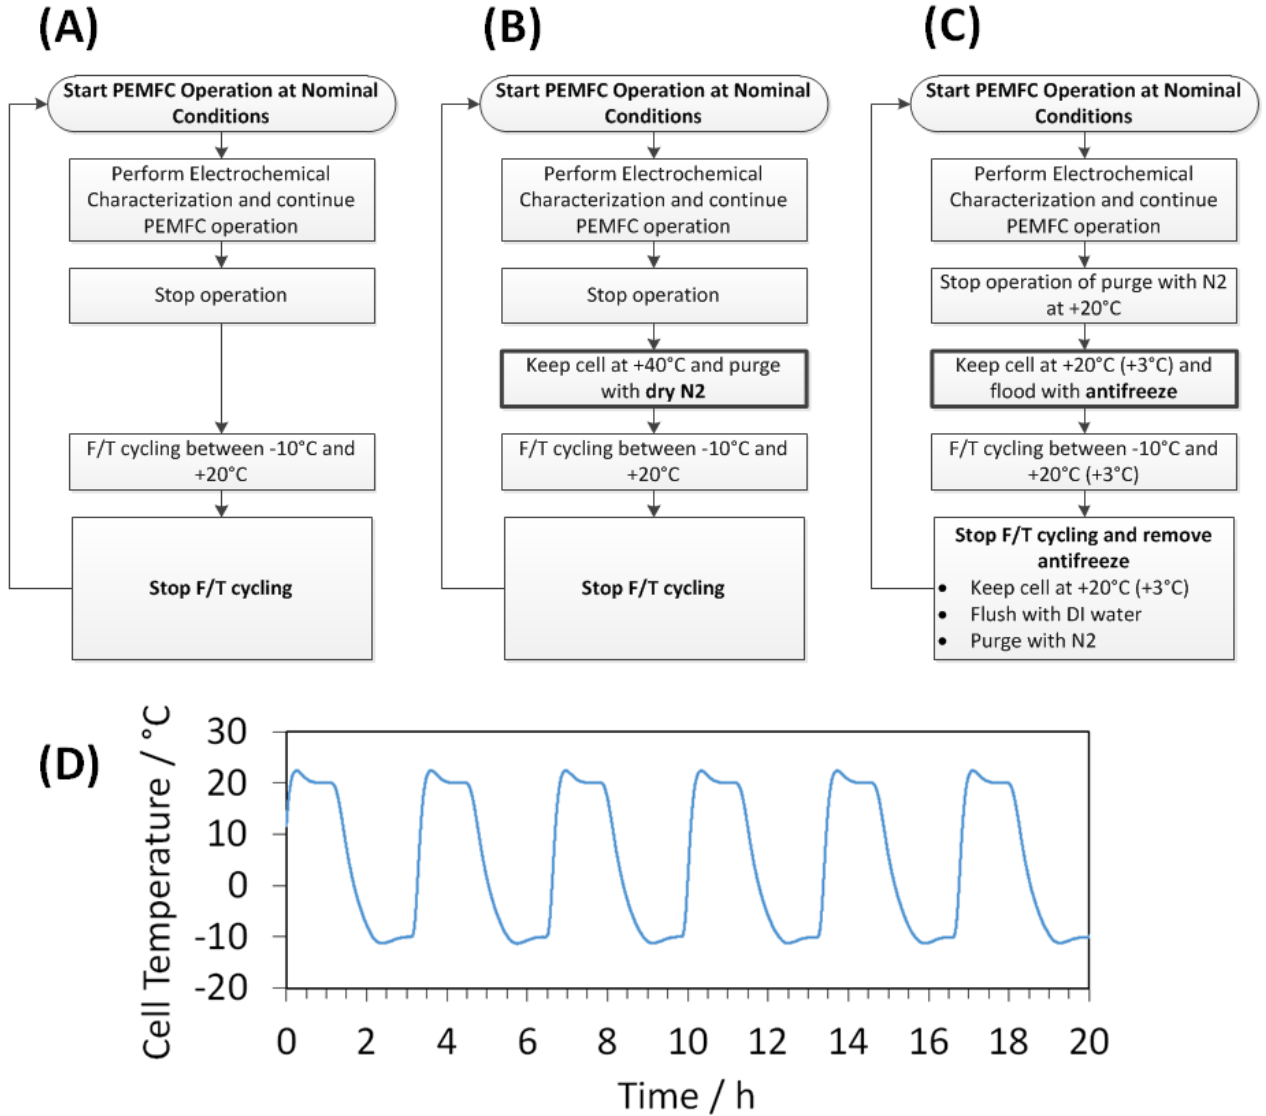 (A)
Start PEMFC Operation at Nominal
Conditions
Perform Electrochemical
Characterization and continue
PEMFC operation
Stop operation
F/T cycling between -10°C and
+20°C
Stop F/T cycling
(B)
Start PEMFC Operation at Nominal
Conditions
Perform Electrochemical
Characterization and continue
PEMFC operation
Stop operation
Keep cell at +40°C and purge
with dry N2
F/T cycling between -10°C and
+20°C
Stop F/T cycling
(C)
Start PEMFC Operation at Nominal
Conditions
Perform Electrochemical
Characterization and continue
PEMFC operation
Stop operation of purge with N2
at +20°C
Keep cell at +20°C (+3°C) and
flood with antifreeze
F/T cycling between -10°C and
+20°C (+3°C)
Stop F/T cycling and remove
antifreeze
• Keep cell at +20°C (+3°C)
• Flush with DI water
• Purge with N2
(D)
Cell Temperature / °C
30
20
10
0
-10
-20
0 2 4 6 8 10 12 14 16 18 20
Time / h